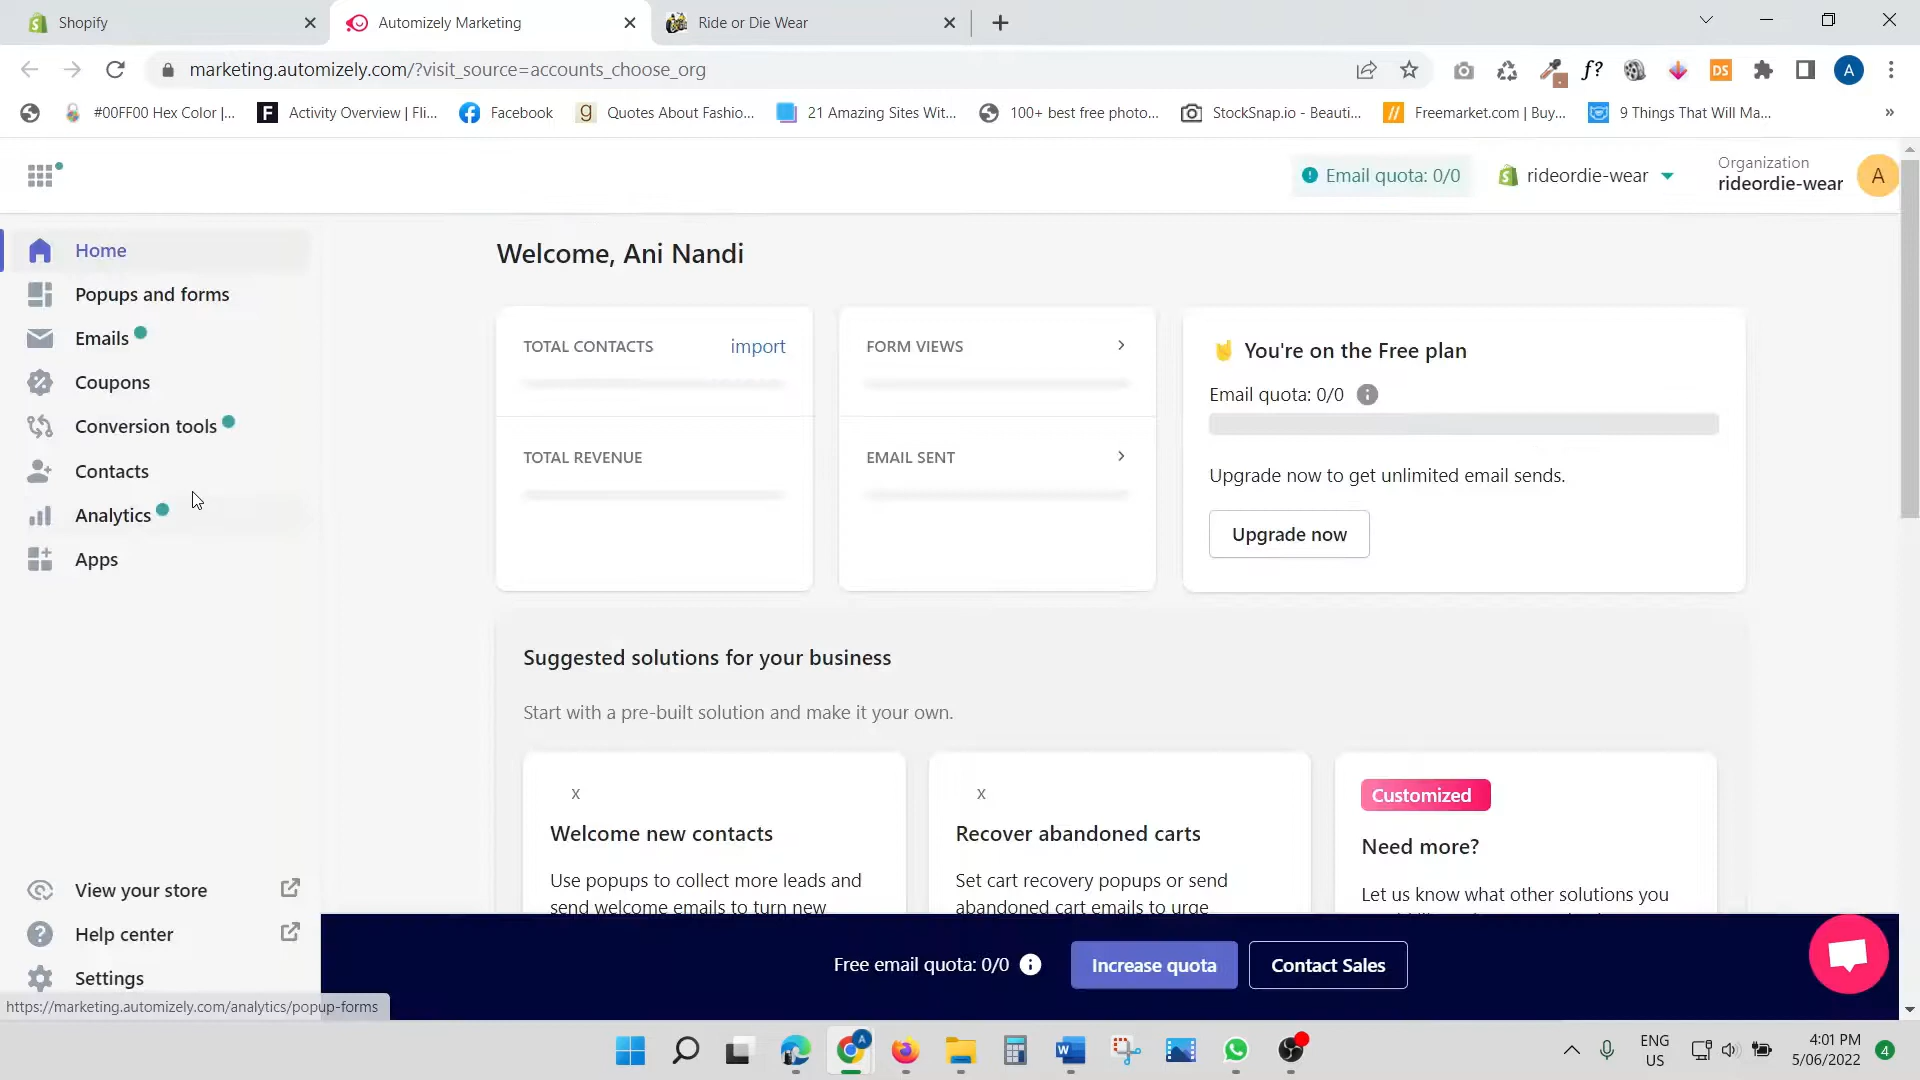 Shopify
Automizely Marketing
Ride or Die Wear
marketing.automizely.com/?visit_source=accounts_choose_org
f?
DS
A
#00FF00 Hex Color |...
F Activity Overview | Fli...
Facebook
g Quotes About Fashio...
21 Amazing Sites Wit...
100+ best free photo...
StockSnap.io - Beauti...
Freemarket.com | Buy...
9 Things That Will Ma...
»
Email quota: 0/0
rideordie-wear
Organization
rideordie-wear
A
Home
Popups and forms
Emails
Coupons
Conversion tools
Contacts
Analytics
Apps
View your store
Help center
Settings
https://marketing.automizely.com/analytics/popup-forms
Welcome, Ani Nandi
TOTAL CONTACTS
import
TOTAL REVENUE
FORM VIEWS
EMAIL SENT
You're on the Free plan
Email quota: 0/0
Upgrade now to get unlimited email sends.
Upgrade now
Suggested solutions for your business
Start with a pre-built solution and make it your own.
x
Welcome new contacts
Use popups to collect more leads and
send welcome emails to turn new
x
Recover abandoned carts
Set cart recovery popups or send
abandoned cart emails to urge
Customized
Need more?
Let us know what other solutions you
Free email quota: 0/0
Increase quota
Contact Sales
ENG
US
4:01 PM
5/06/2022
4